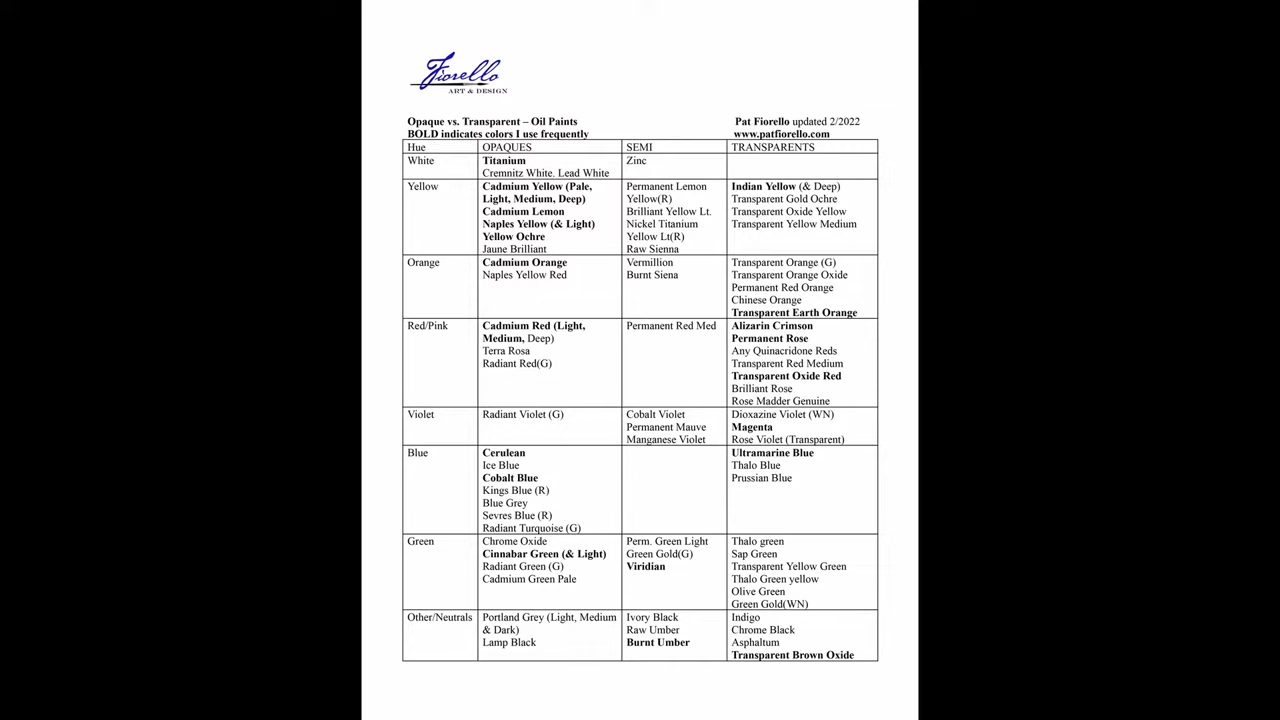 Fiorello
ART & DESIGN
Opaque vs. Transparent – Oil Paints Pat Fiorello updated 2/2022
BOLD indicates colors I use frequently www.patfiorello.com
Hue OPAQUES SEMI TRANSPARENTS
White Titanium Zinc
Cremnitz White. Lead White
Yellow Cadmium Yellow (Pale, Permanent Lemon Indian Yellow (& Deep)
Light, Medium, Deep) Yellow(R) Transparent Gold Ochre
Cadmium Lemon Brilliant Yellow Lt. Transparent Oxide Yellow
Naples Yellow (& Light) Nickel Titanium Transparent Yellow Medium
Yellow Ochre Yellow Lt(R)
Jaune Brilliant Raw Sienna
Orange Cadmium Orange Vermillion Transparent Orange (G)
Naples Yellow Red Burnt Siena Transparent Orange Oxide
Permanent Red Orange
Chinese Orange
Transparent Earth Orange
Red/Pink Cadmium Red (Light, Permanent Red Med Alizarin Crimson
Medium, Deep) Permanent Rose
Terra Rosa Any Quinacridone Reds
Radiant Red(G) Transparent Red Medium
Transparent Oxide Red
Brilliant Rose
Rose Madder Genuine
Violet Radiant Violet (G) Cobalt Violet Dioxazine Violet (WN)
Permanent Mauve Magenta
Manganese Violet Rose Violet (Transparent)
Blue Cerulean Ultramarine Blue
Ice Blue Thalo Blue
Cobalt Blue Prussian Blue
Kings Blue (R)
Blue Grey
Sevres Blue (R)
Radiant Turquoise (G)
Green Chrome Oxide Perm. Green Light Thalo green
Cinnabar Green (& Light) Green Gold(G) Sap Green
Radiant Green (G) Viridian Transparent Yellow Green
Cadmium Green Pale Thalo Green yellow
Olive Green
Green Gold(WN)
Other/Neutrals Portland Grey (Light, Medium Ivory Black Indigo
& Dark) Raw Umber Chrome Black
Lamp Black Burnt Umber Asphaltum
Transparent Brown Oxide